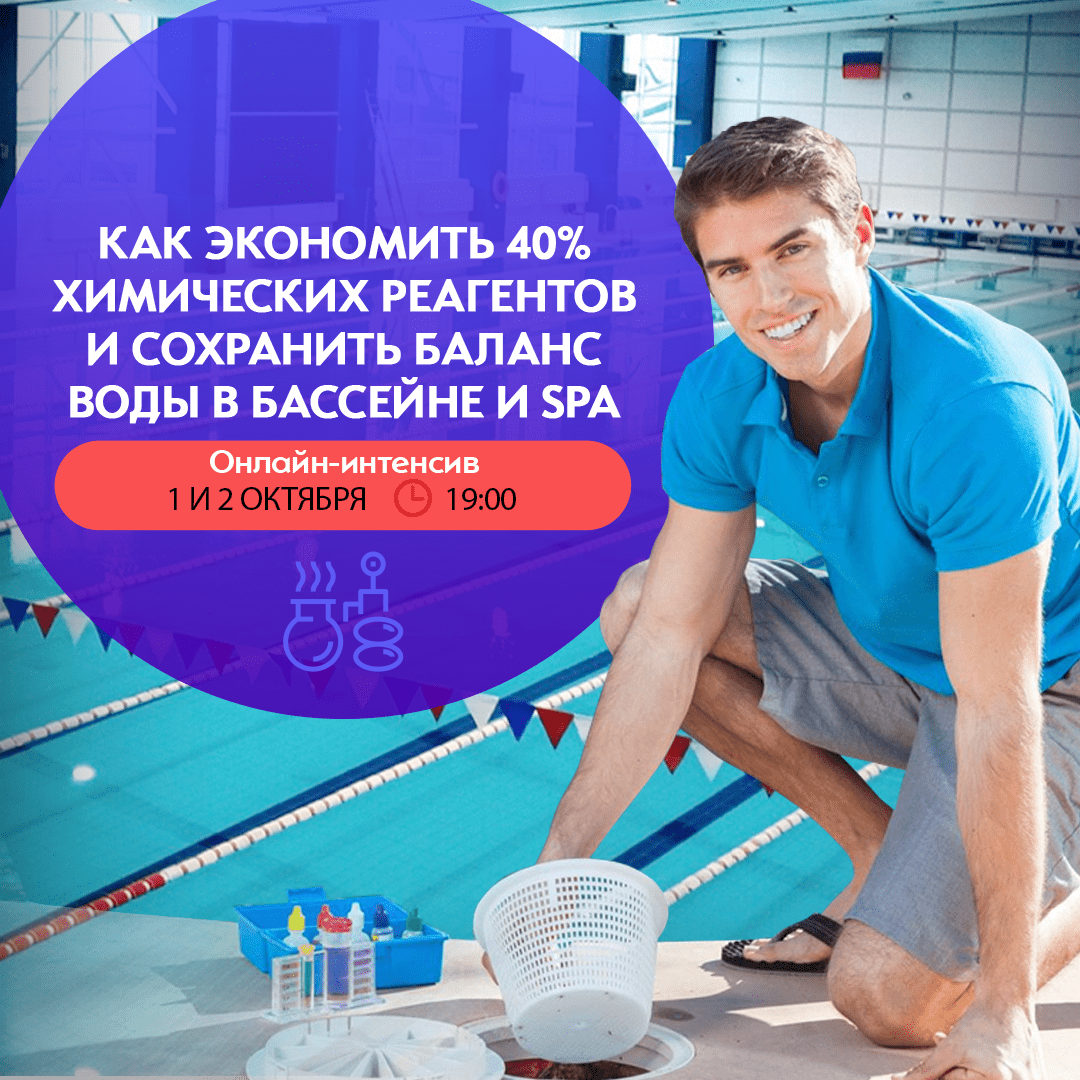 КАК ЭКОНОМИТЬ 40%
ХИМИЧЕСКИХ РЕАГЕНТОВ
И СОХРАНИТЬ БАЛАНС
ВОДЫ В БАССЕЙНЕ И SPA
Онлайн-интенсив
1 И 2 ОКТЯБРЯ 19:00